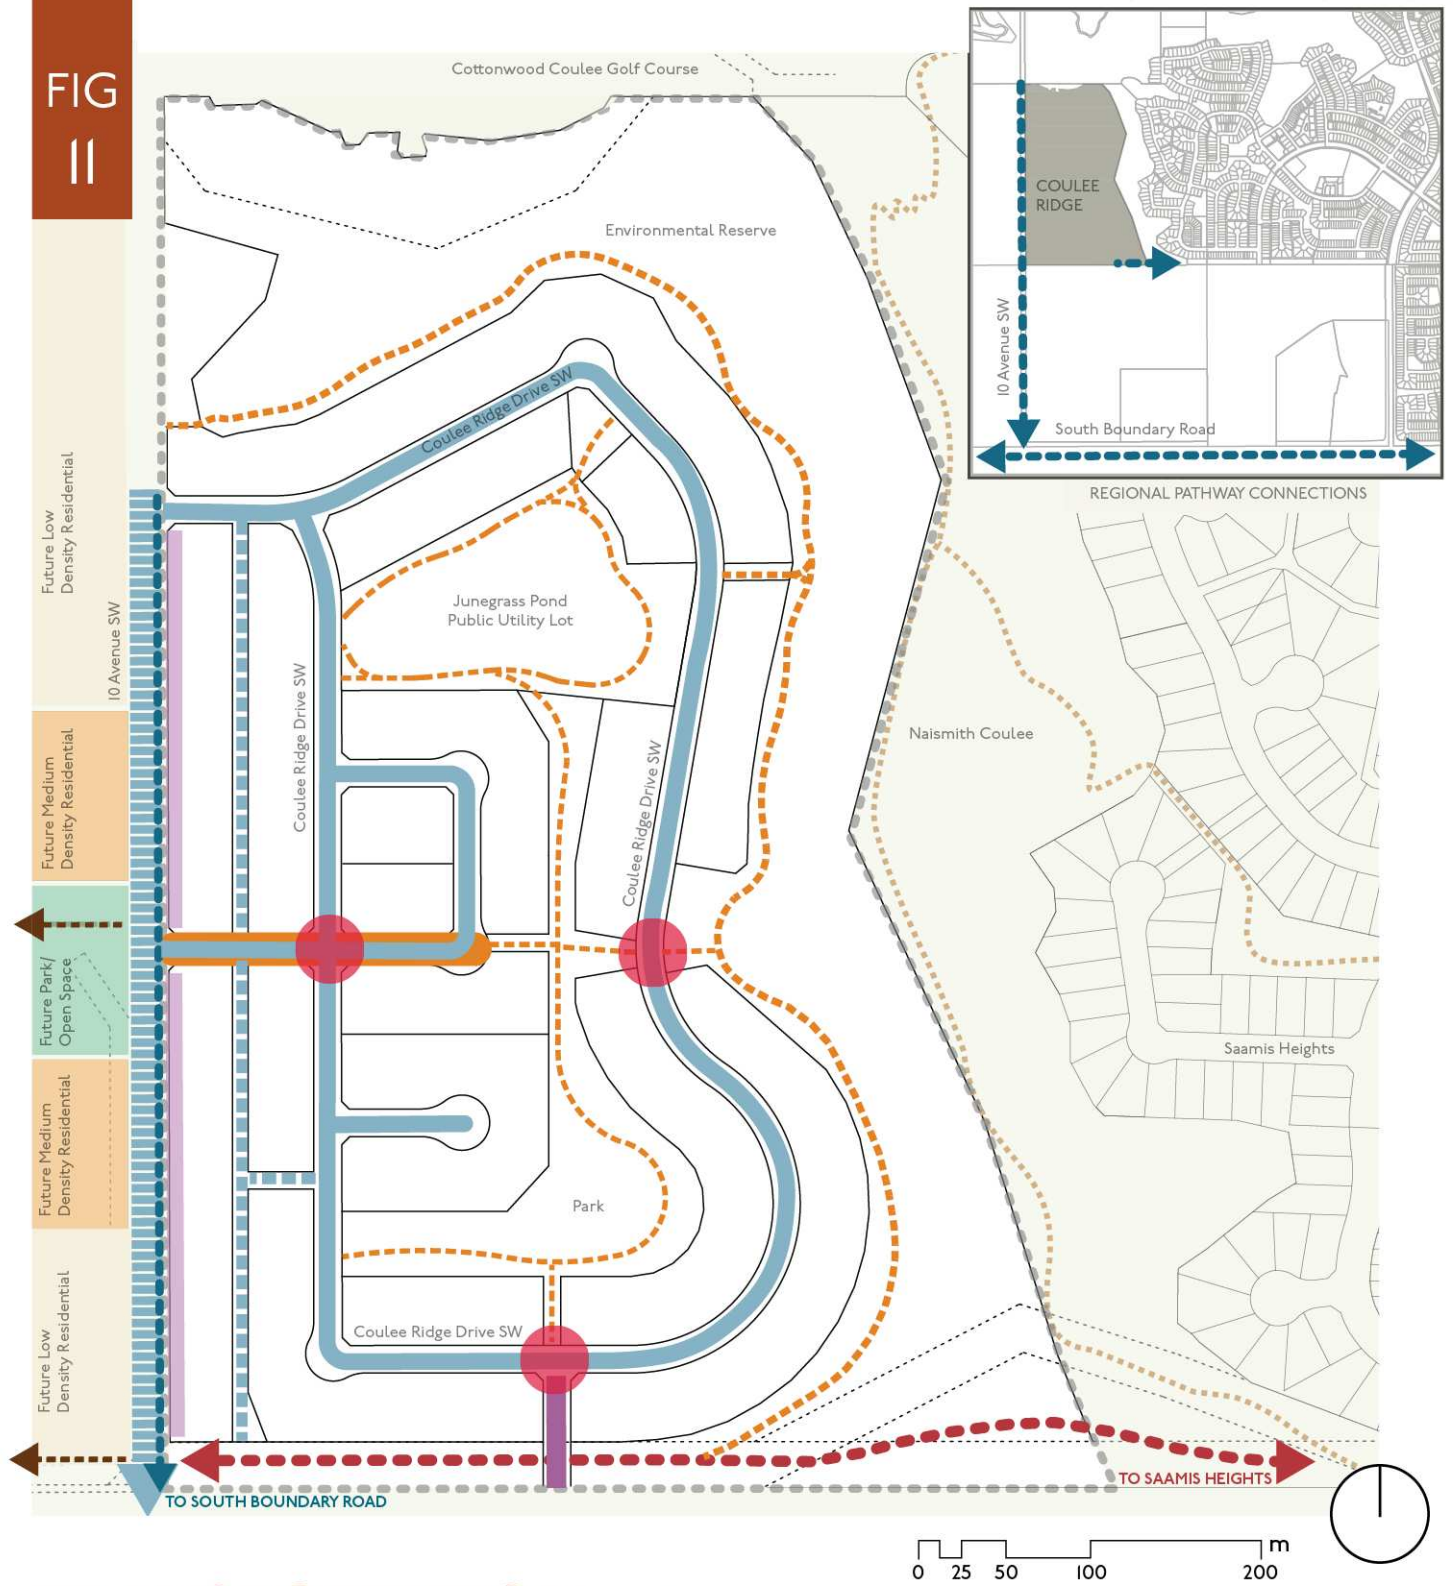 FIG
11
Cottonwood Coulee Golf Course
Environmental Reserve
COULEE
RIDGE
10 Avenue SW
South Boundary Road
REGIONAL PATHWAY CONNECTIONS
Coulee Ridge Drive SW
Future Low
Density Residential
10 Avenue SW
Junegrass Pond
Public Utility Lot
Coulee Ridge Drive SW
Coulee Ridge Drive SW
Naismith Coulee
Future Medium
Density Residential
Future Park/
Open Space
Saamis Heights
Future Medium
Density Residential
Park
Future Low
Density Residential
Coulee Ridge Drive SW
TO SAAMIS HEIGHTS
TO SOUTH BOUNDARY ROAD
m
0 25 50 100 200